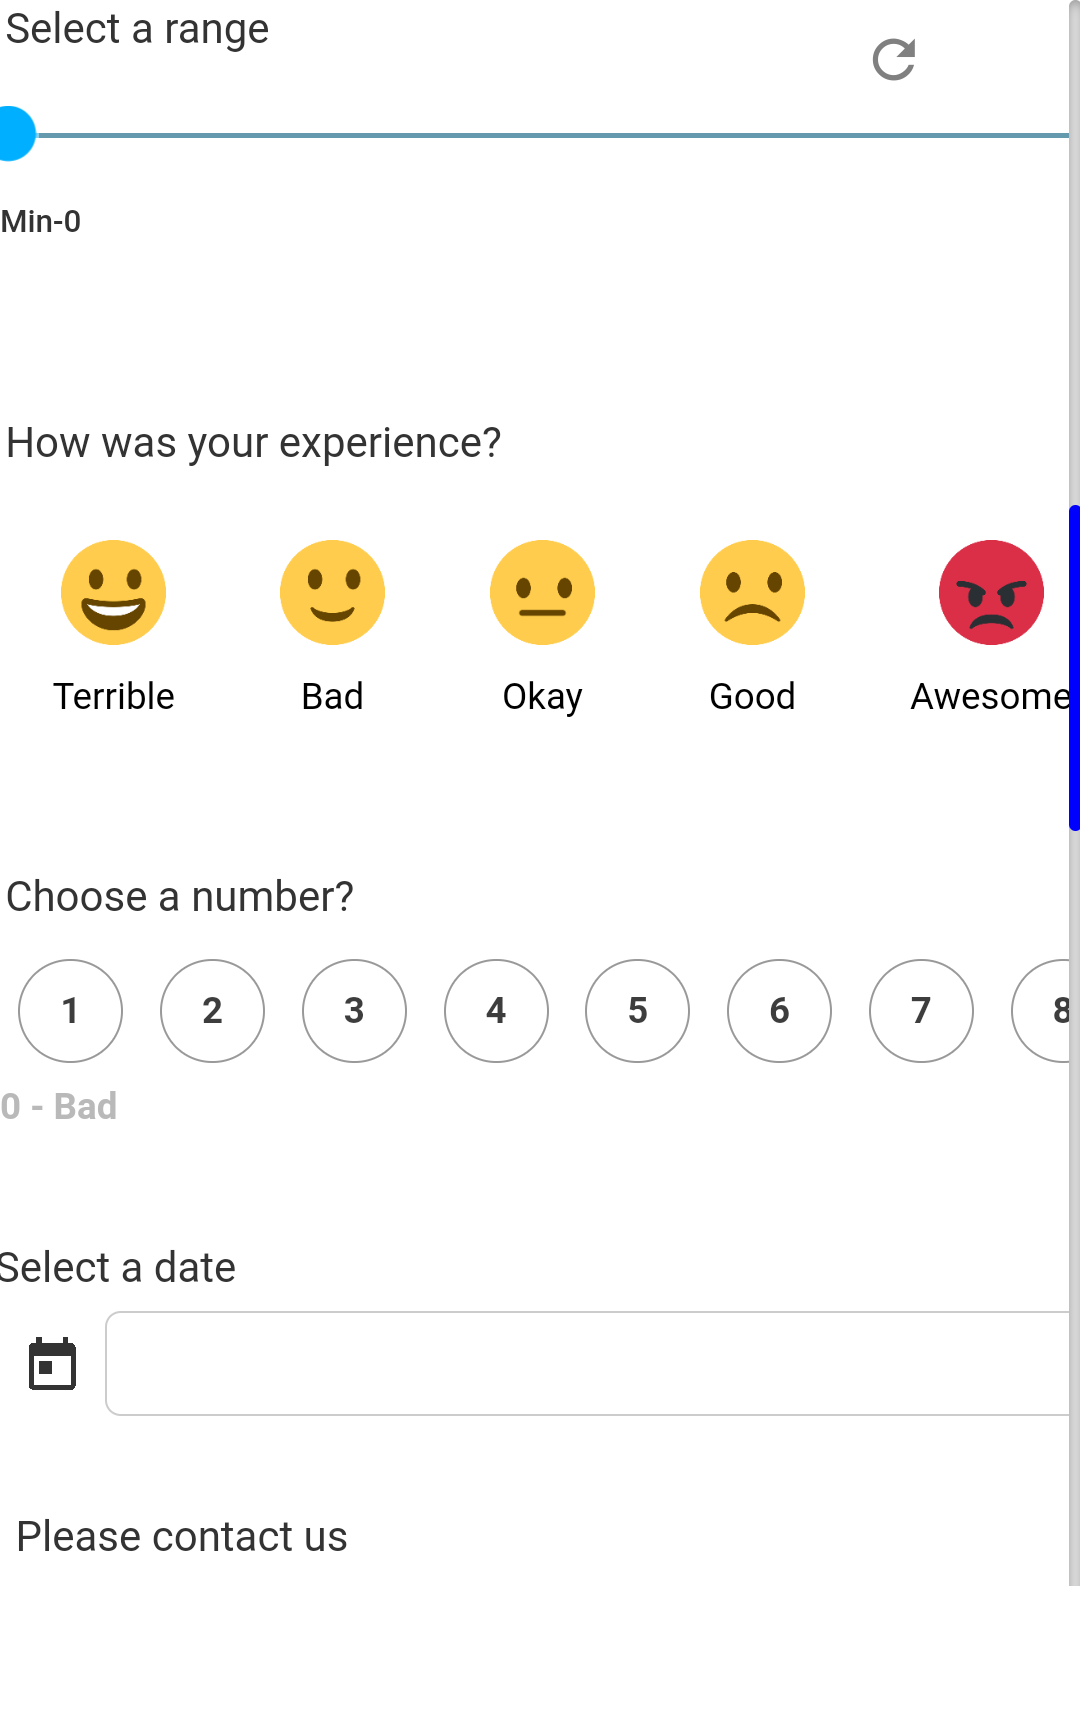 Select a range
Min-0
How was your experience?
Terrible Bad Okay Good Awesome
Choose a number?
1 2 3 4 5 6 7 8
0 - Bad
Select a date
Please contact us